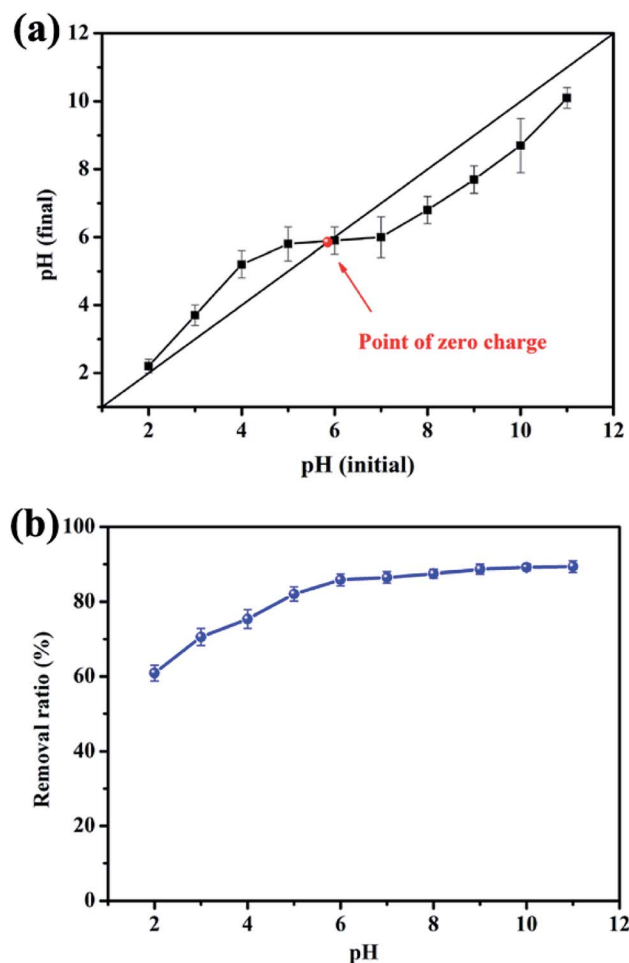 (a)
12
10
8
6
4
2
pH (final)
Point of zero charge
2 4 6 8 10 12
pH (initial)
(b)
100
80
60
40
20
0
Removal ratio (%)
2 4 6 8 10 12
pH